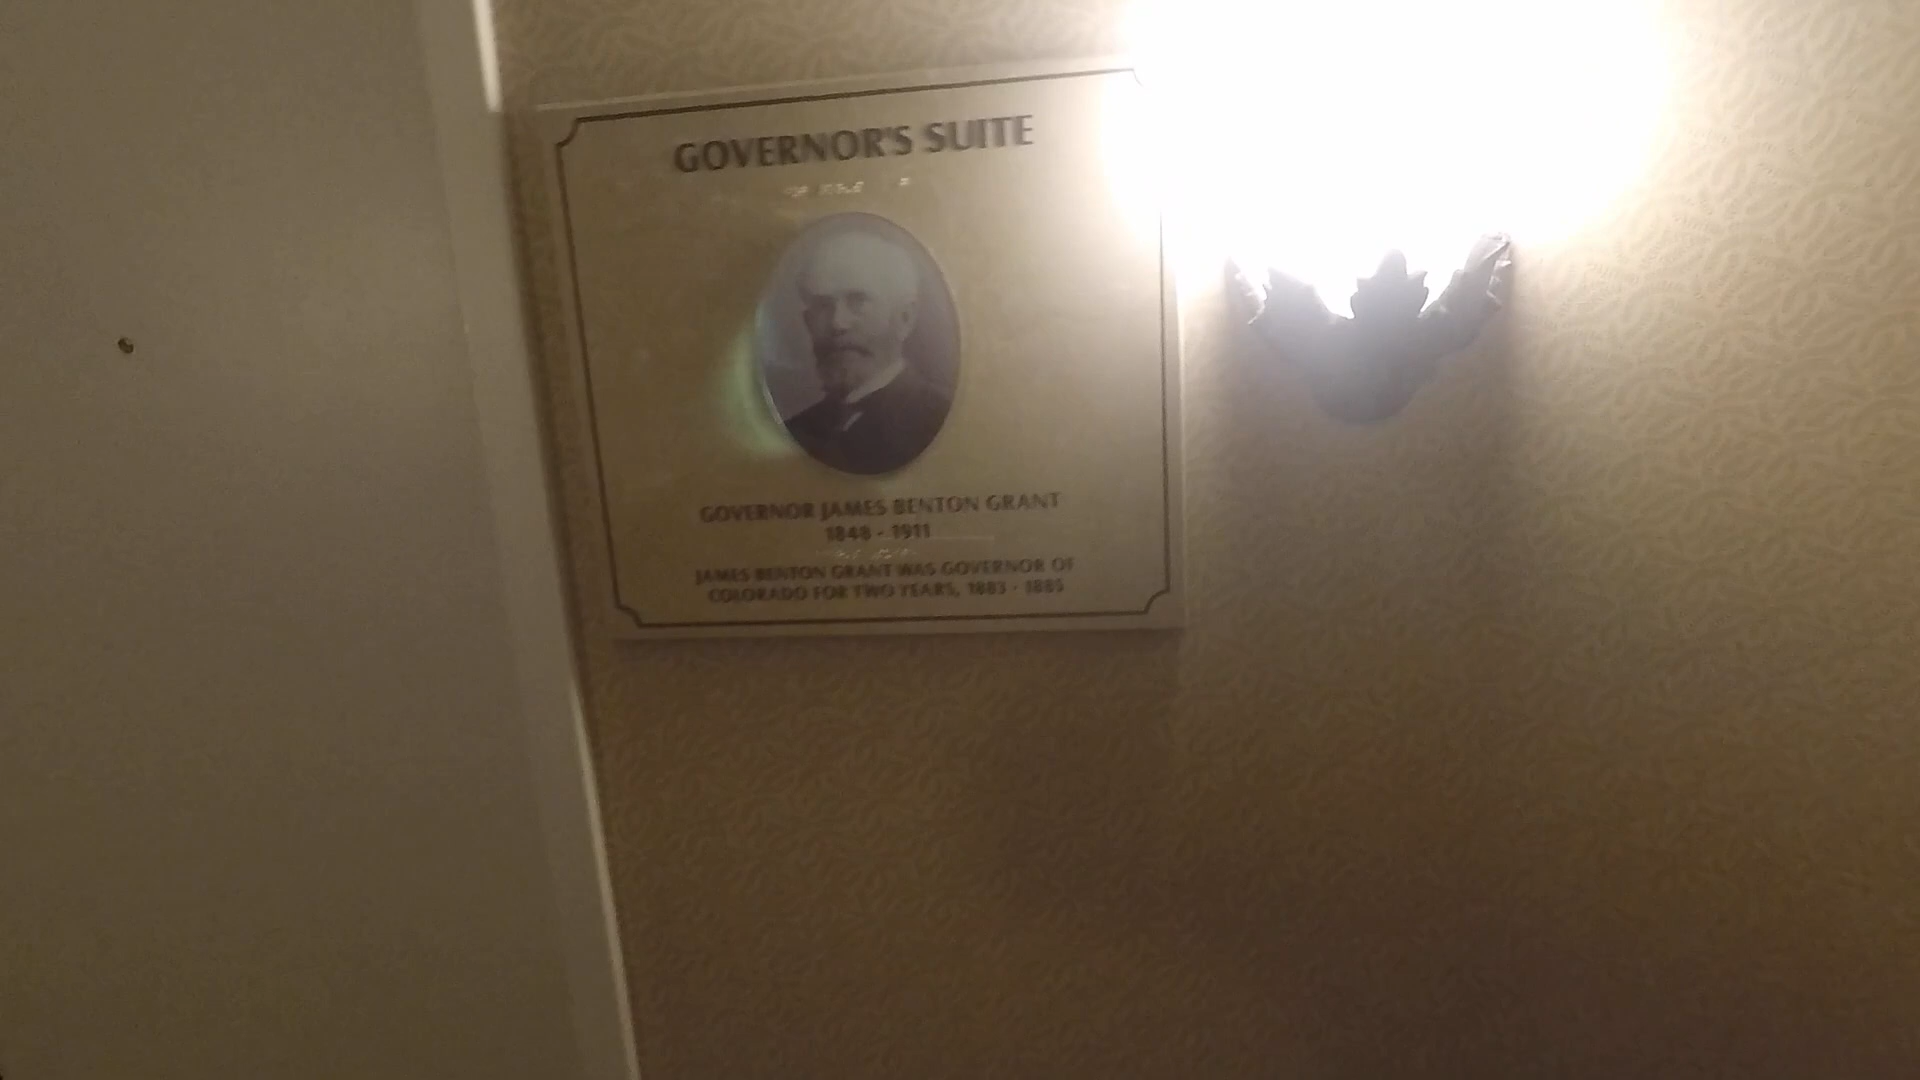 GOVERNOR'S SUITE
GOVERNOR JAMES BENTON GRANT
1848 - 1911
JAMES BENTON GRANT WAS GOVERNOR OF
COLORADO FOR TWO YEARS, 1883 - 1885